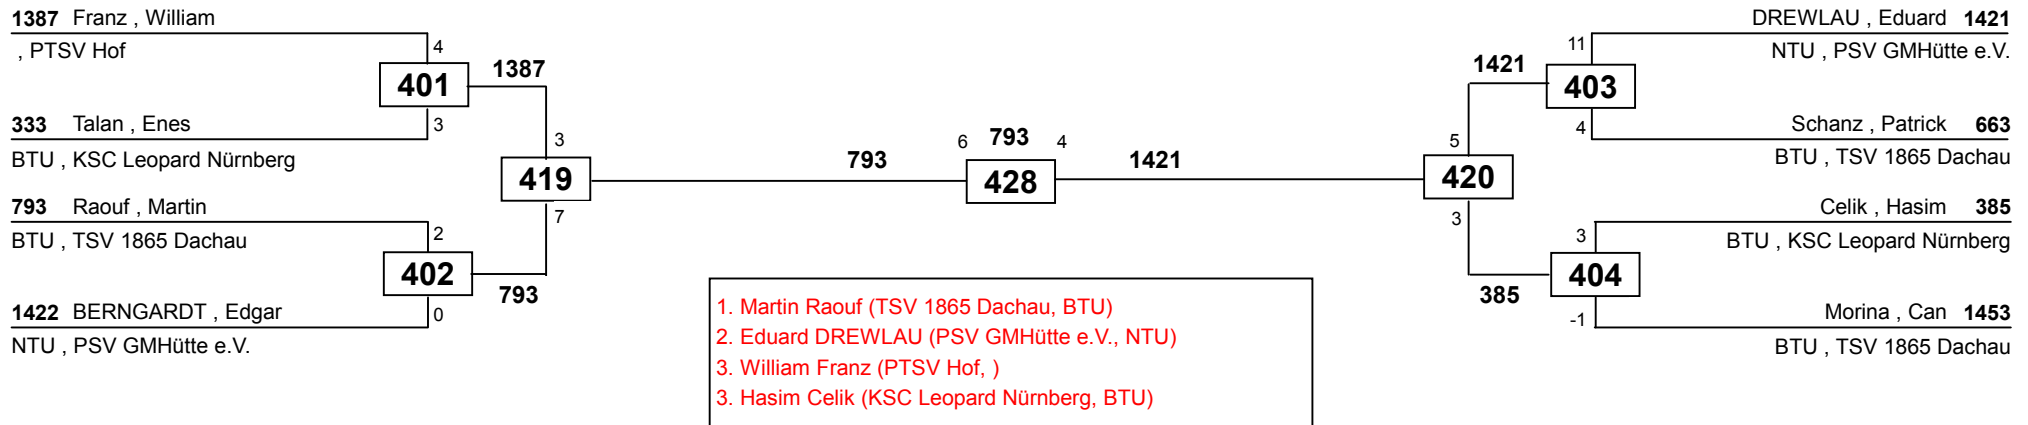 1387 Franz , William
, PTSV Hof
4
401
1387
333 Talan , Enes
3
BTU , KSC Leopard Nürnberg
3
419
793
7
793 Raouf , Martin
BTU , TSV 1865 Dachau
2
402
793
1422 BERNGARDT , Edgar
0
NTU , PSV GMHütte e.V.
6 793 4
428
1421
DREWLAU , Eduard 1421
11
NTU , PSV GMHütte e.V.
1421
403
Schanz , Patrick 663
4
BTU , TSV 1865 Dachau
5
420
3
Celik , Hasim 385
3
BTU , KSC Leopard Nürnberg
404
385
Morina , Can 1453
-1
BTU , TSV 1865 Dachau
1. Martin Raouf (TSV 1865 Dachau, BTU)
2. Eduard DREWLAU (PSV GMHütte e.V., NTU)
3. William Franz (PTSV Hof, )
3. Hasim Celik (KSC Leopard Nürnberg, BTU)